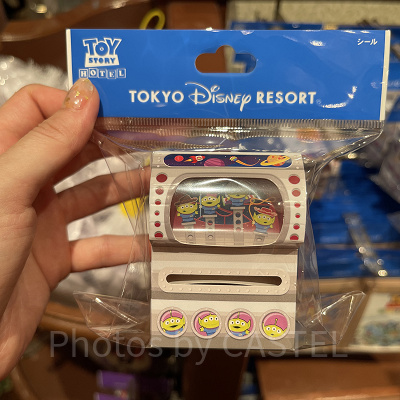 TOY
STORY
HOTEL
シール
TOKYO Disney RESORT®
Photos by CASTEL